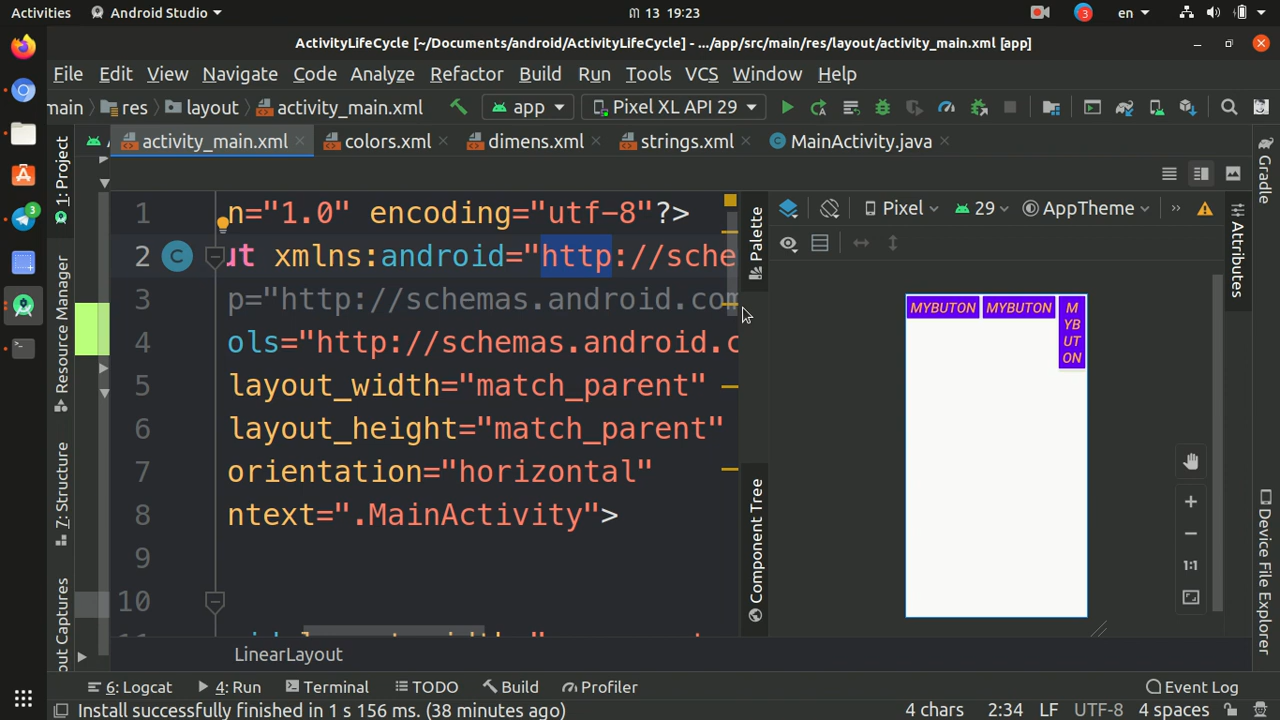 Activities Android Studio ፴ 13 19:23 3 en
ActivityLifeCycle [~/Documents/android/ActivityLifeCycle] - .../app/src/main/res/layout/activity_main.xml [app]
File Edit View Navigate Code Analyze Refactor Build Run Tools VCS Window Help
main res layout activity_main.xml app Pixel XL API 29
activity_main.xml colors.xml dimens.xml strings.xml MainActivity.java
1: Project
Resource Manager
7: Structure
Palette
Component Tree
Gradle
Attributes
Device File Explorer
Pixel 29 AppTheme »
1 n="1.0" encoding="utf-8"?>
2 ut xmlns:android="http://sche
3 p="http://schemas.android.com
4 ols="http://schemas.android.c
5 layout_width="match_parent"
6 layout_height="match_parent"
7 orientation="horizontal"
8 ntext=".MainActivity">
9
10
MYBUTON MYBUTON M
YB
UT
ON
1:1
3
LinearLayout
6: Logcat 4: Run Terminal TODO Build Profiler Event Log
Install successfully finished in 1 s 156 ms. (38 minutes ago) 4 chars 2:34 LF UTF-8 4 spaces